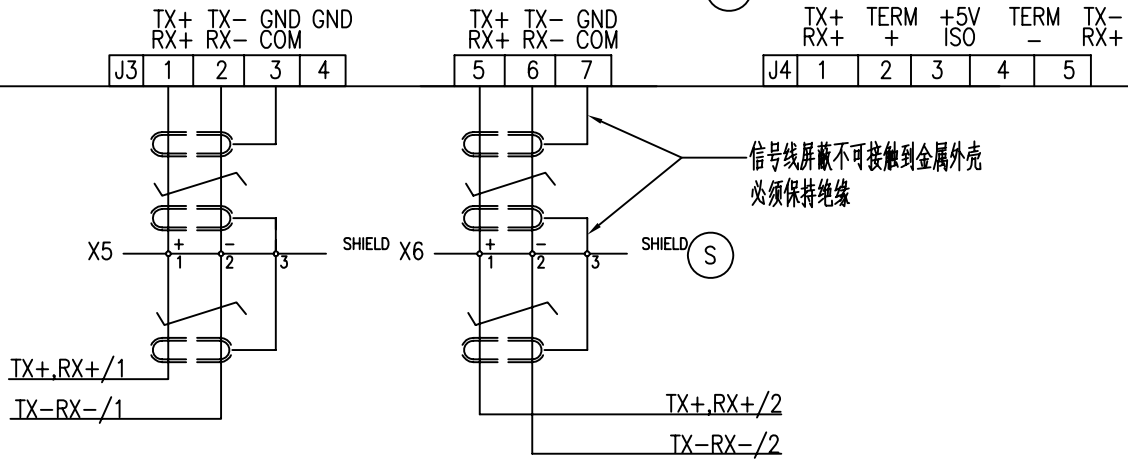 TX+ TX- GND GND
RX+ RX- COM
J3 1 2 3 4
TX+ TX- GND
RX+ RX- COM
5 6 7
TX+ TERM +5V TERM TX-
RX+ + ISO - RX+
J4 1 2 3 4 5
信号线屏蔽不可接触到金属外壳
必须保持绝缘
X5 + - SHIELD
1 2 3
X6 + - SHIELD S
1 2 3
TX+,RX+/1
TX-RX-/1
TX+,RX+/2
TX-RX-/2